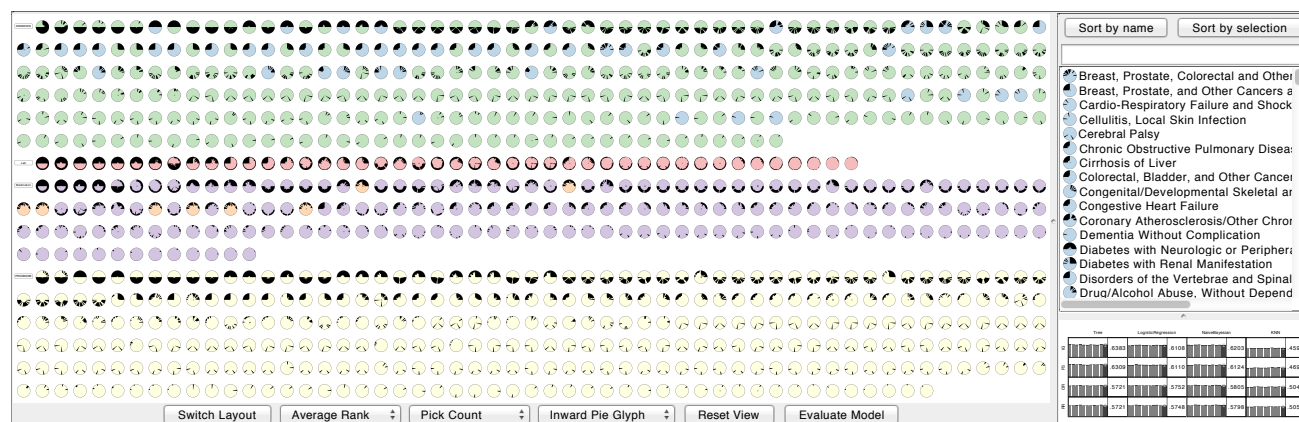 Sort by name
Sort by selection
Breast, Prostate, Colorectal and Other
Breast, Prostate, and Other Cancers a
Cardio-Respiratory Failure and Shock
Cellulitis, Local Skin Infection
Cerebral Palsy
Chronic Obstructive Pulmonary Diseas
Cirrhosis of Liver
Colorectal, Bladder, and Other Cancer
Congenital/Developmental Skeletal an
Congestive Heart Failure
Coronary Atherosclerosis/Other Chron
Dementia Without Complication
Diabetes with Neurologic or Periphera
Diabetes with Renal Manifestation
Disorders of the Vertebrae and Spinal
Drug/Alcohol Abuse, Without Depend
Tree LogisticRegression NaiveBayesian KNN
.6383 .6108 .6203 .459
.6309 .6110 .6124 .469
.5721 .5752 .5805 .504
.5721 .5748 .5798 .505
Switch Layout
Average Rank
Pick Count
Inward Pie Glyph
Reset View
Evaluate Model